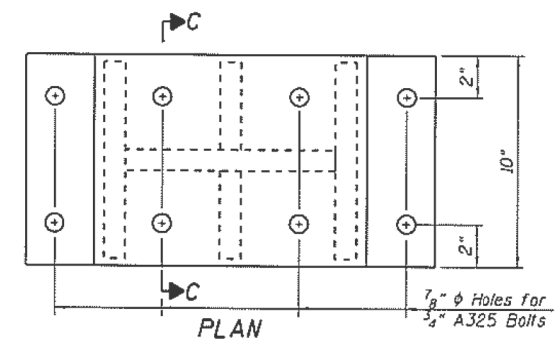 C
2"
10"
2"
C
7/8" ϕ Holes for
3/4" A325 Bolts
PLAN